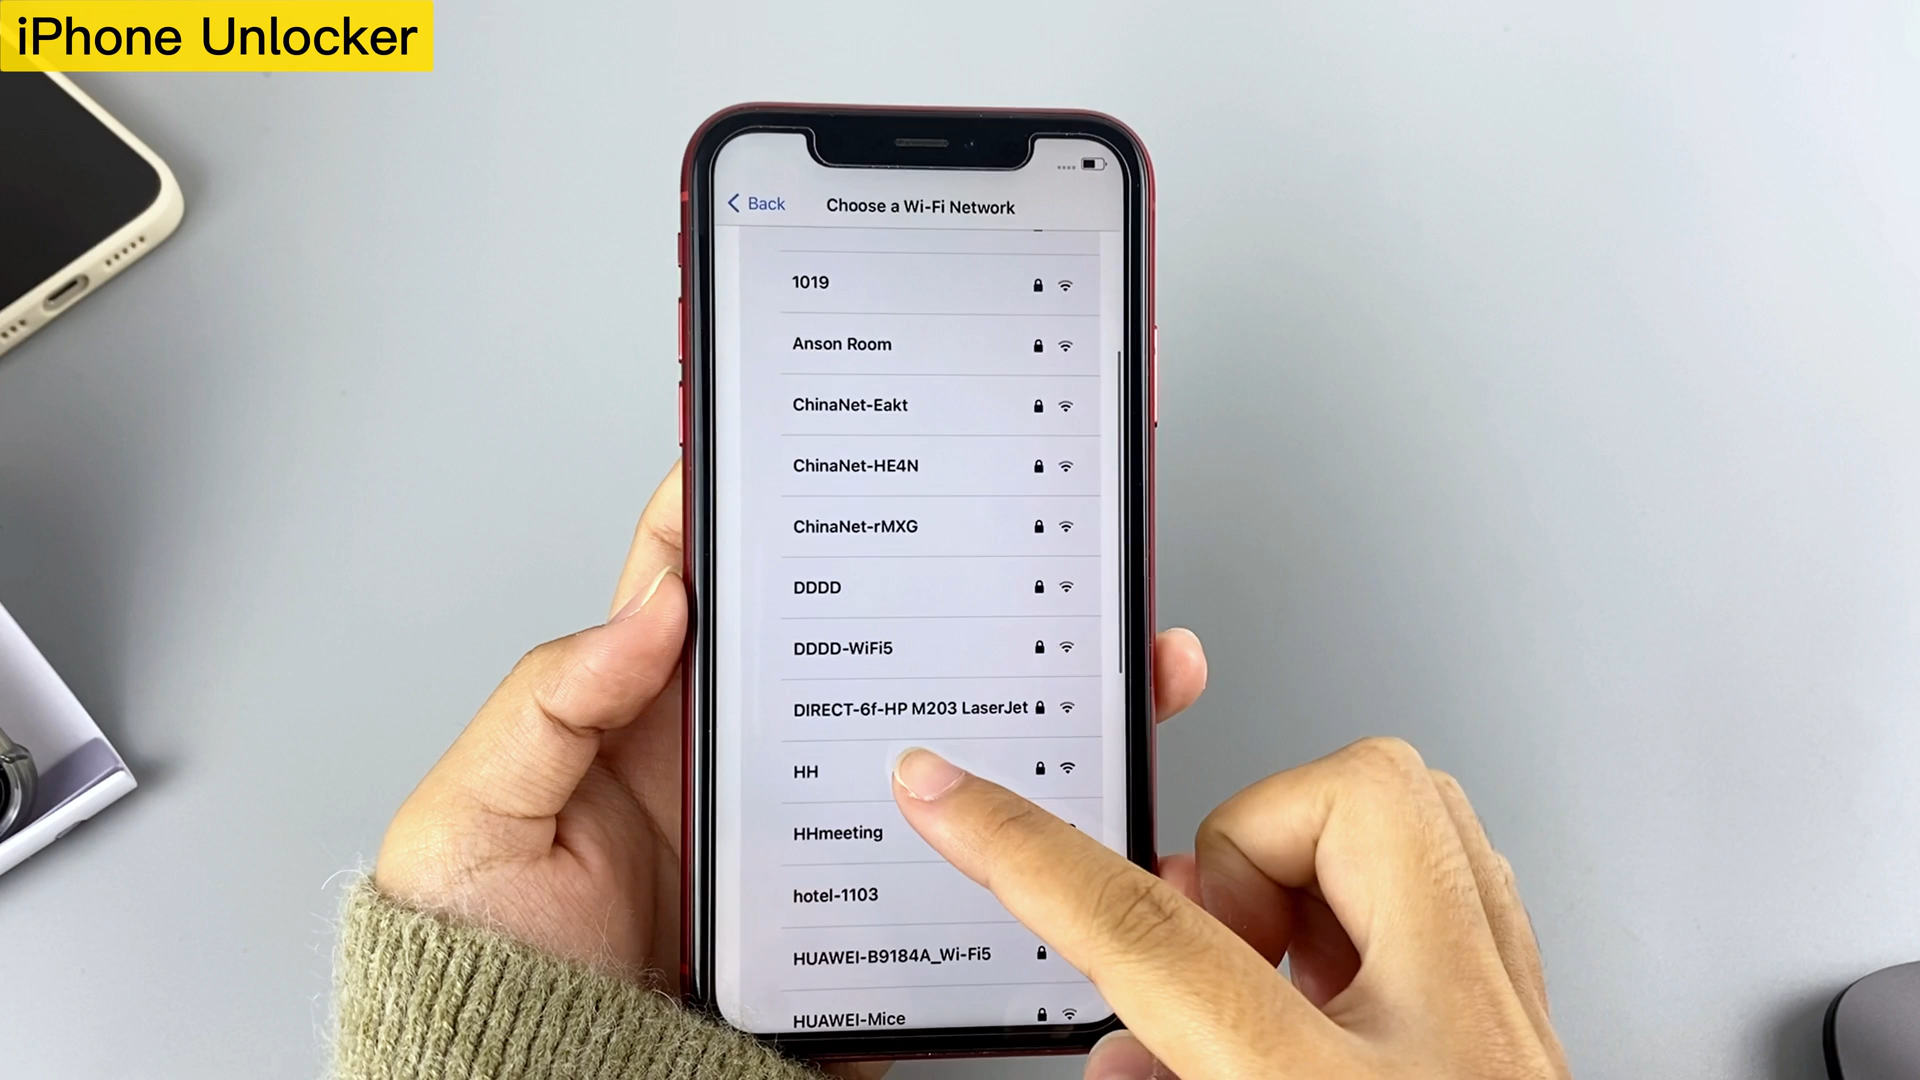 iPhone Unlocker
Back
Choose a Wi-Fi Network
1019
Anson Room
ChinaNet-Eakt
ChinaNet-HE4N
ChinaNet-rMXG
DDDD
DDDD-WiFi5
DIRECT-6f-HP M203 LaserJet
HH
HHmeeting
hotel-1103
HUAWEI-B9184A_Wi-Fi5
HUAWEI-Mice